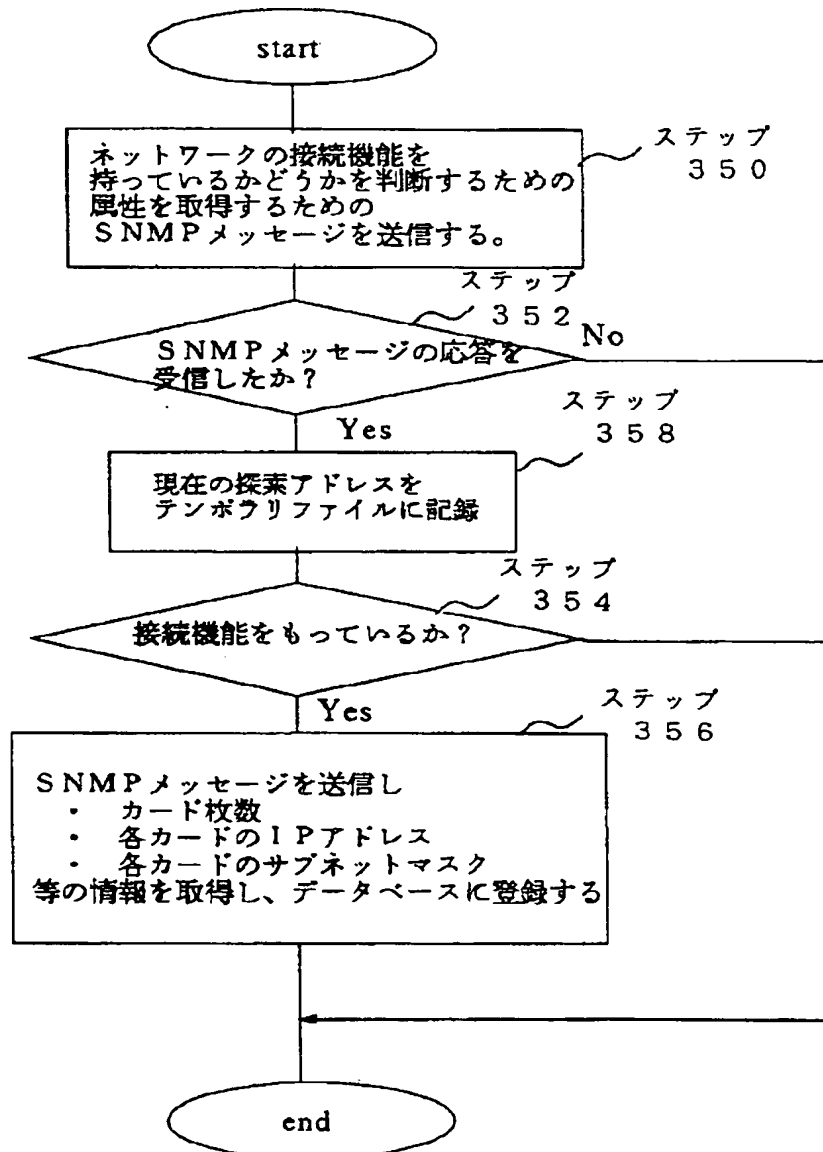 start
ネットワークの接続機能を
持っているかどうかを判断するための
属性を取得するための
SNMPメッセージを送信する。
ステップ
350
ステップ
352
No
SNMPメッセージの応答を
受信したか?
Yes
ステップ
358
現在の探索アドレスを
テンポラリファイルに記録
ステップ
354
接続機能をもっているか?
Yes
ステップ
356
SNMPメッセージを送信し
・ カード枚数
・ 各カードのIPアドレス
・ 各カードのサブネットマスク
等の情報を取得し、データベースに登録する
end